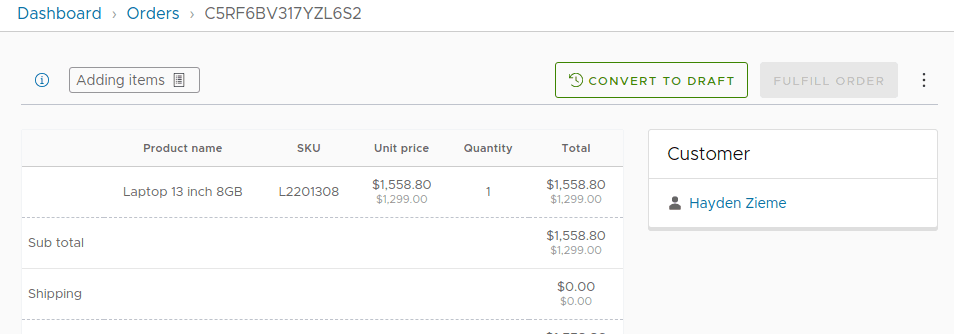 Dashboard › Orders › C5RF6BV317YZL6S2
Adding items CONVERT TO DRAFT FULFILL ORDER
Product name SKU Unit price Quantity Total
Laptop 13 inch 8GB L2201308 $1,558.80 1 $1,558.80
$1,299.00 $1,299.00
Sub total $1,558.80
$1,299.00
Shipping $0.00
$0.00
Customer
Hayden Zieme